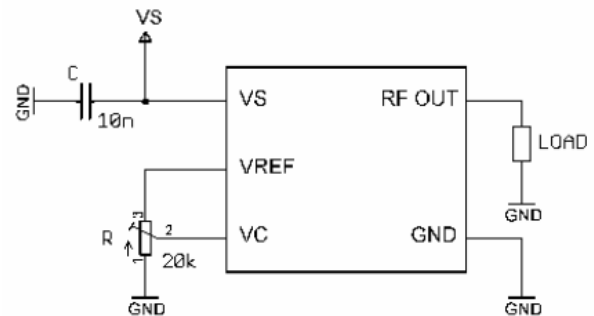 VS
GND
C
10n
VS
RF OUT
LOAD
GND
VREF
R
3
2
1
20k
VC
GND
GND
GND